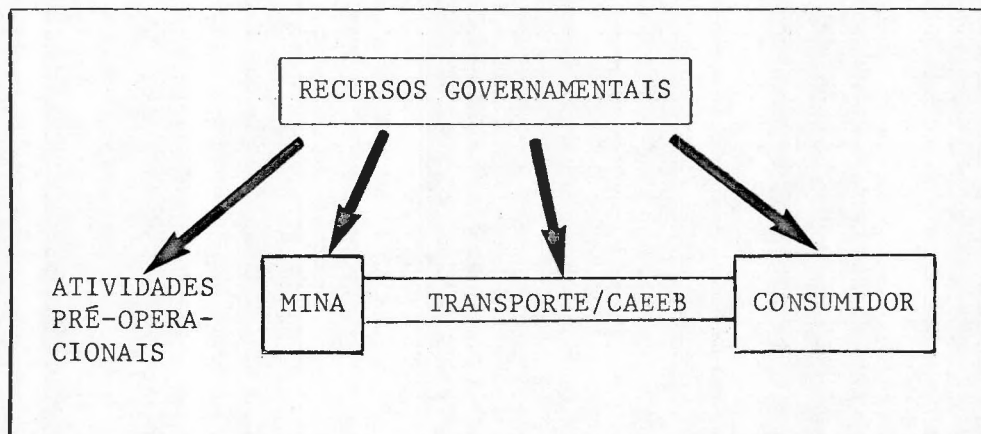 RECURSOS GOVERNAMENTAIS
ATIVIDADES
PRÉ-OPERA-
CIONAIS
MINA
TRANSPORTE/CAEEB
CONSUMIDOR